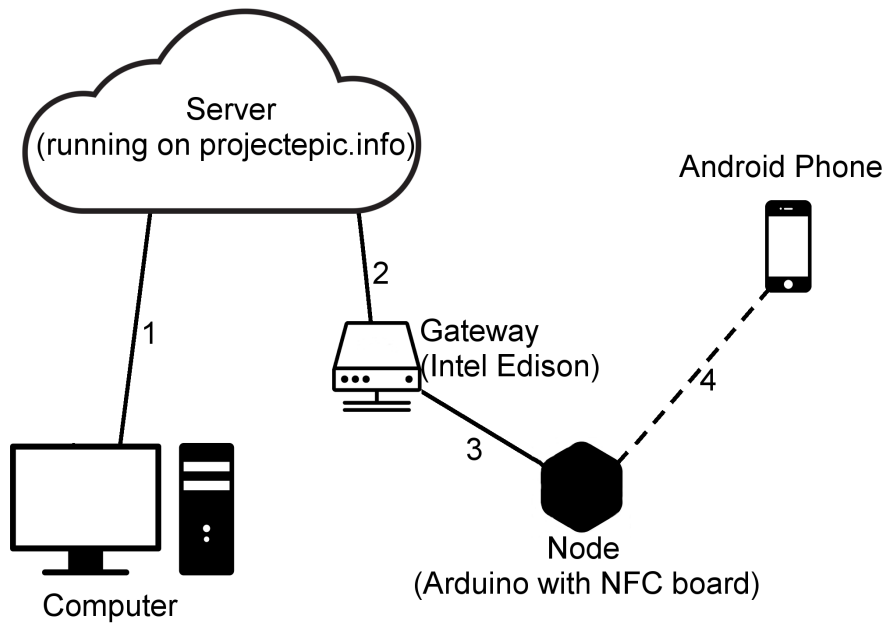 Server
(running on projectepic.info)
Android Phone
2
1
Gateway
(Intel Edison)
4
3
Node
(Arduino with NFC board)
Computer